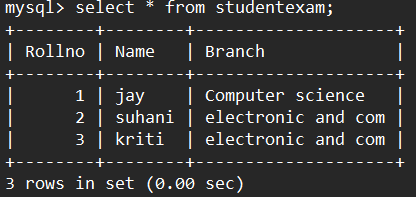 mysql> select * from studentexam;
+--------+--------+--------------------+
| Rollno | Name   | Branch             |
+--------+--------+--------------------+
|      1 | jay    | Computer science   |
|      2 | suhani | electronic and com |
|      3 | kriti  | electronic and com |
+--------+--------+--------------------+
3 rows in set (0.00 sec)